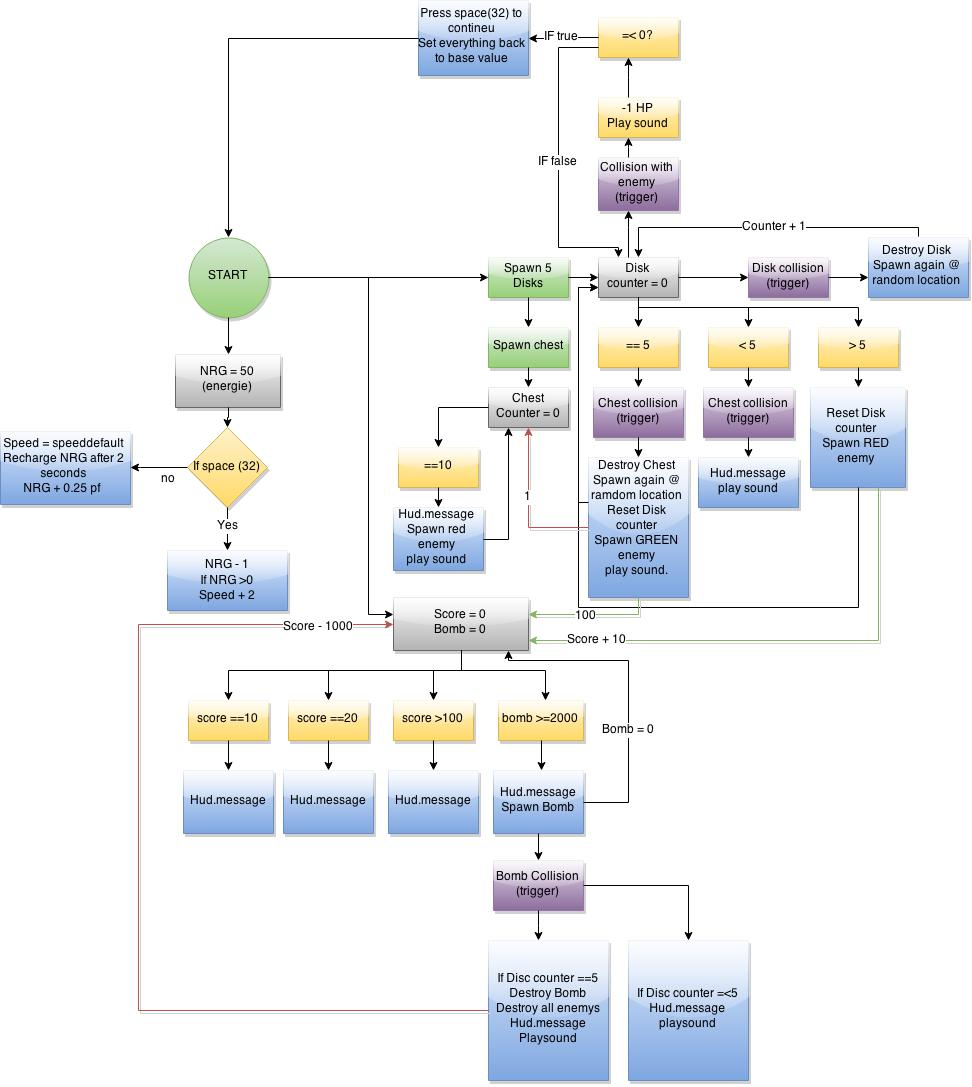 Press space(32) to
contineu
Set everything back
to base value
IF true
=< 0?
-1 HP
Play sound
IF false
Collision with
enemy
(trigger)
Counter + 1
START
Spawn 5
Disks
Disk
counter = 0
Disk collision
(trigger)
Destroy Disk
Spawn again @
random location
Spawn chest
== 5
< 5
> 5
NRG = 50
(energie)
Chest
Counter = 0
Chest collision
(trigger)
Chest collision
(trigger)
Reset Disk
counter
Spawn RED
enemy
Speed = speeddefault
Recharge NRG after 2
seconds
NRG + 0.25 pf
no
If space (32)
Yes
==10
Hud.message
Spawn red
enemy
play sound
1
Destroy Chest
Spawn again @
ramdom location
Reset Disk
counter
Spawn GREEN
enemy
play sound.
Hud.message
play sound
NRG - 1
If NRG >0
Speed + 2
Score - 1000
Score = 0
Bomb = 0
100
Score + 10
score ==10
score ==20
score >100
bomb >=2000
Bomb = 0
Hud.message
Hud.message
Hud.message
Hud.message
Spawn Bomb
Bomb Collision
(trigger)
If Disc counter ==5
Destroy Bomb
Destroy all enemys
Hud.message
Playsound
If Disc counter =<5
Hud.message
playsound